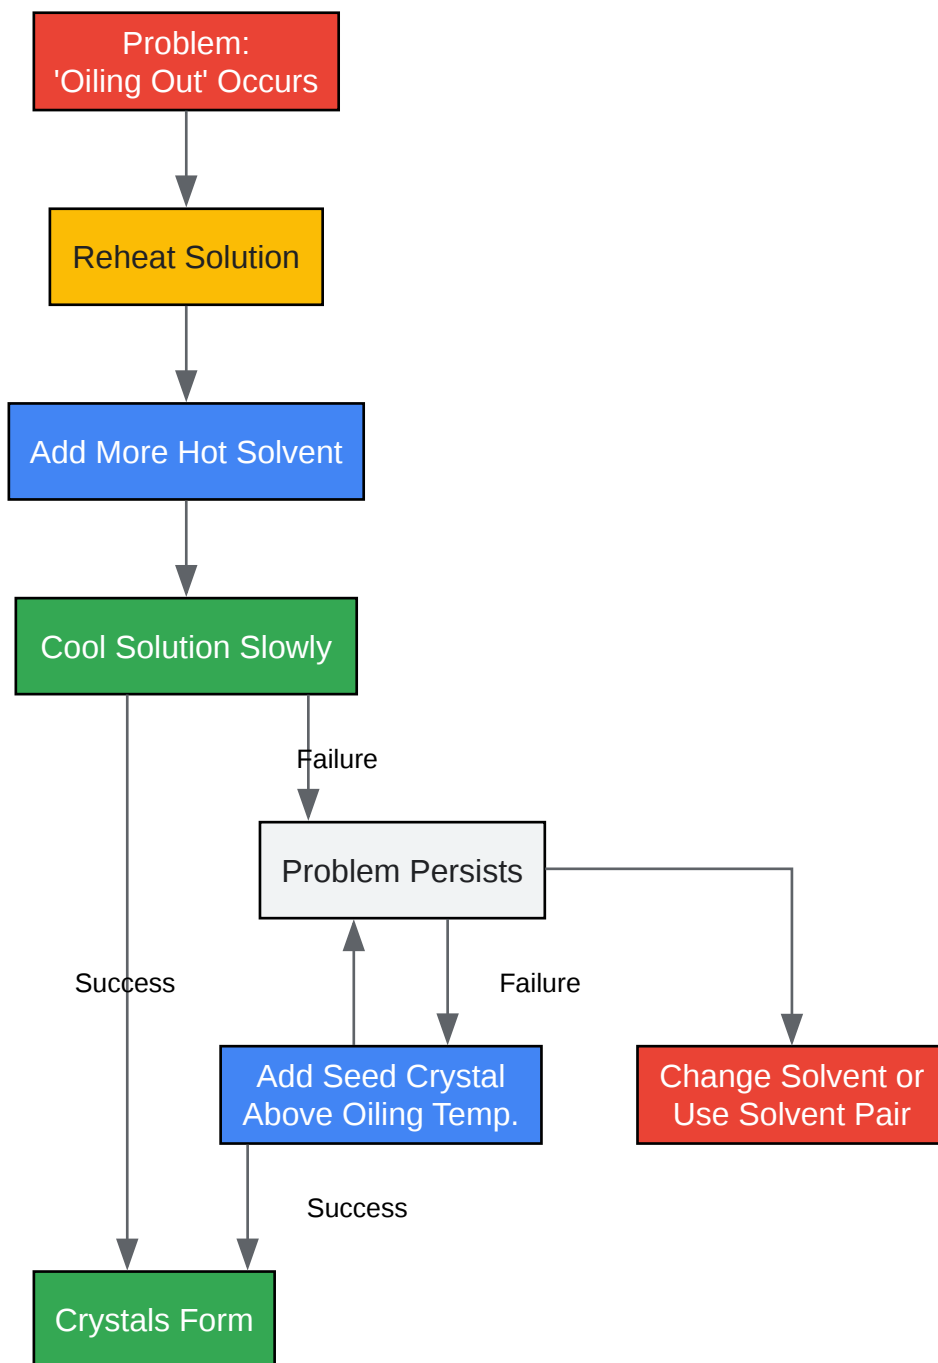 Problem:
'Oiling Out' Occurs
Reheat Solution
Add More Hot Solvent
Cool Solution Slowly
Failure
Problem Persists
Success
Failure
Add Seed Crystal
Above Oiling Temp.
Change Solvent or
Use Solvent Pair
Success
Crystals Form